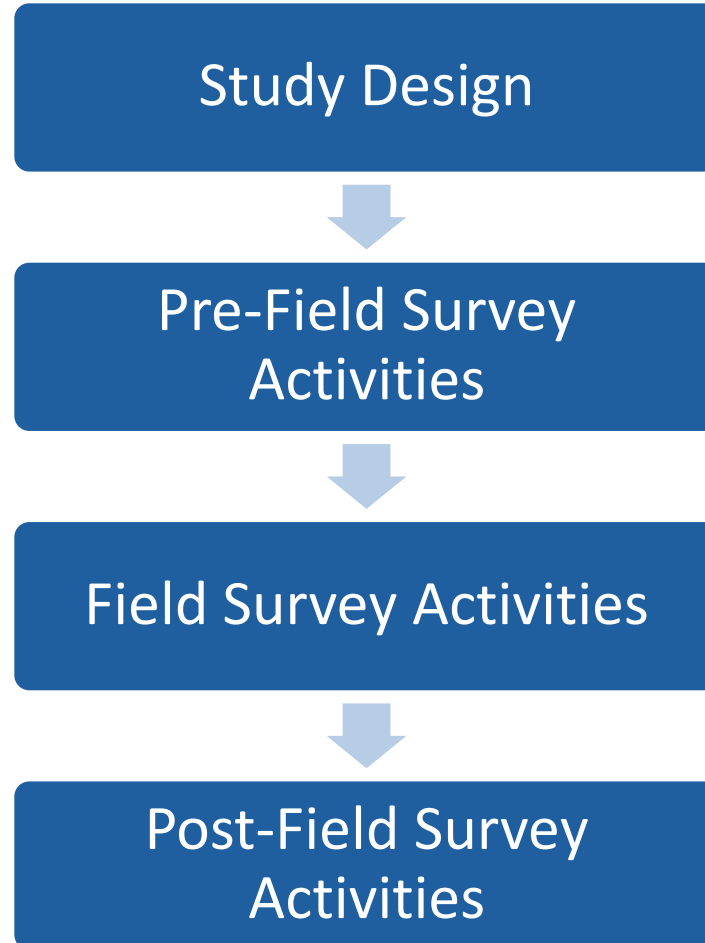 Study Design
Pre-Field Survey
Activities
Field Survey Activities
Post-Field Survey
Activities